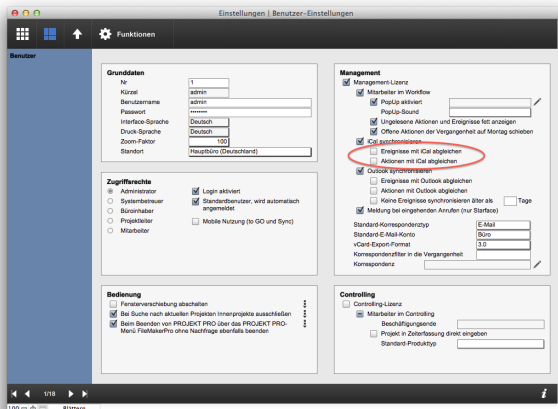 Einstellungen | Benutzer-Einstellungen
Funktionen
Benutzer
Grunddaten
Nr 1
Kürzel admin
Benutzername admin
Passwort ••••••••
Interface-Sprache Deutsch
Druck-Sprache Deutsch
Zoom-Faktor 100
Standort Hauptbüro (Deutschland)
Zugriffsrechte
Administrator
Systembetreuer
Büroinhaber
Projektleiter
Mitarbeiter
Login aktiviert
Standardbenutzer, wird automatisch
angemeldet
Mobile Nutzung (to GO und Sync)
Bedienung
Fensterverschiebung abschalten
Bei Suche nach aktuellen Projekten Innenprojekte ausschließen
Beim Beenden von PROJEKT PRO über das PROJEKT PRO-
Menü FileMakerPro ohne Nachfrage ebenfalls beenden
Management
Management-Lizenz
Mitarbeiter im Workflow
PopUp aktiviert
PopUp-Sound
Ungelesene Aktionen und Ereignisse fett anzeigen
Offene Aktionen der Vergangenheit auf Montag schieben
iCal synchronisieren
Ereignisse mit iCal abgleichen
Aktionen mit iCal abgleichen
Outlook synchronisieren
Ereignisse mit Outlook abgleichen
Aktionen mit Outlook abgleichen
Keine Ereignisse synchronisieren älter als Tage
Meldung bei eingehenden Anrufen (nur Starface)
Standard-Korrespondenztyp E-Mail
Standard-E-Mail-Konto Büro
vCard-Export-Format 3.0
Korrespondenzfilter in die Vergangenheit
Korrespondenz
Controlling
Controlling-Lizenz
Mitarbeiter im Controlling
Beschäftigungsende
Projekt in Zeiterfassung direkt eingeben
Standard-Produkttyp
1/18
i
100
Blättern